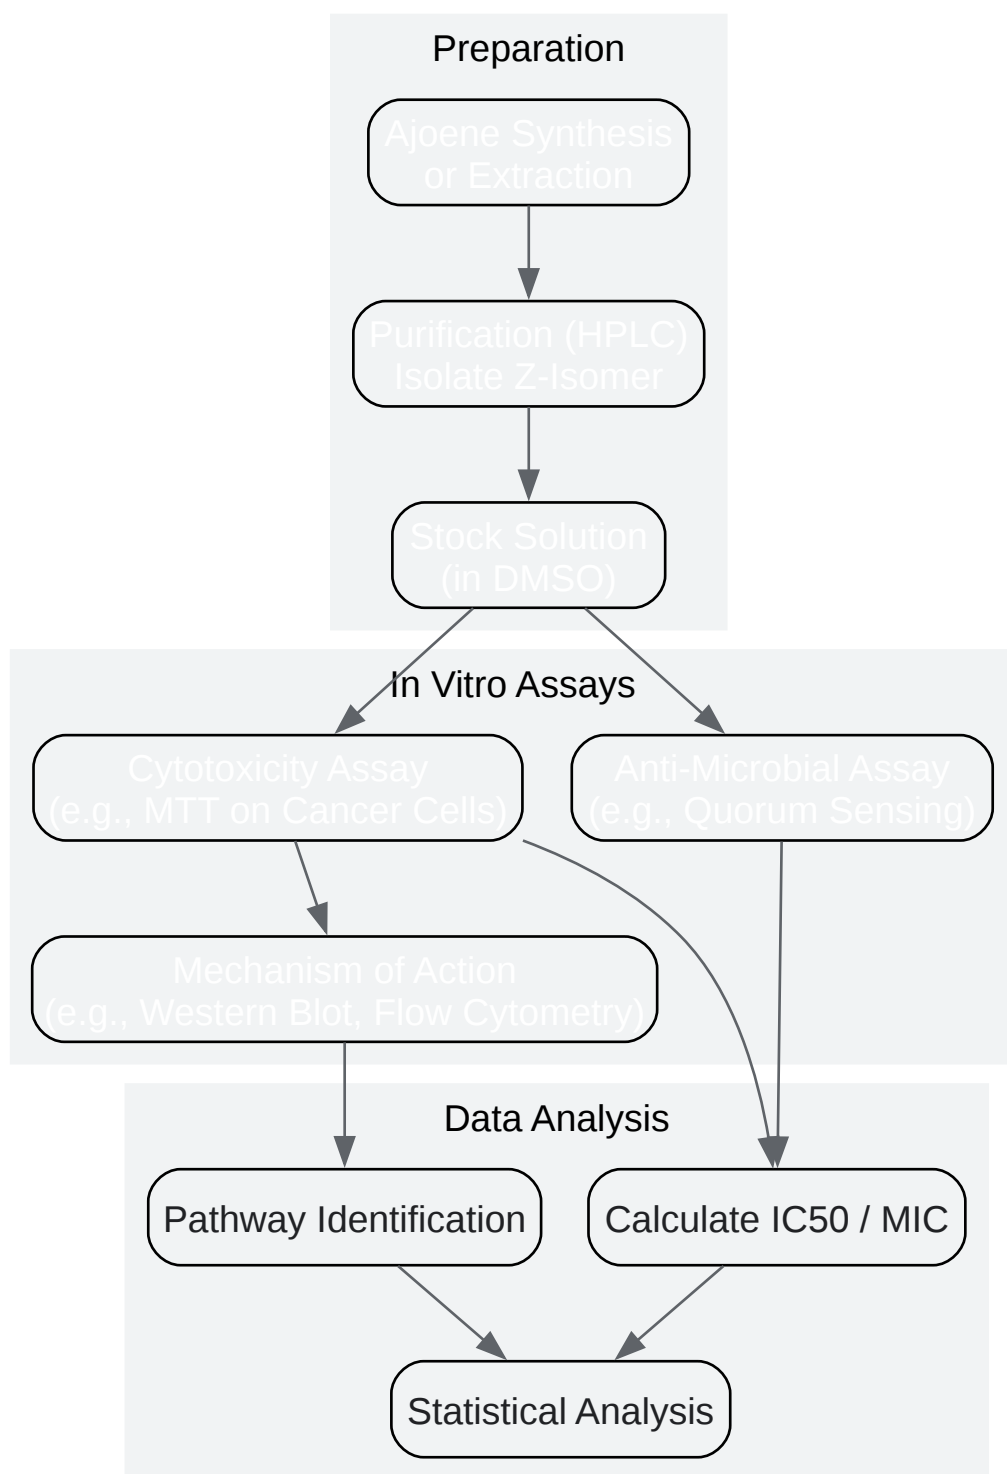 Preparation
Ajoene Synthesis
or Extraction
Purification (HPLC)
Isolate Z-Isomer
Stock Solution
(in DMSO)
In Vitro Assays
Cytotoxicity Assay
(e.g., MTT on Cancer Cells)
Anti-Microbial Assay
(e.g., Quorum Sensing)
Mechanism of Action
(e.g., Western Blot, Flow Cytometry)
Data Analysis
Pathway Identification
Calculate IC50 / MIC
Statistical Analysis